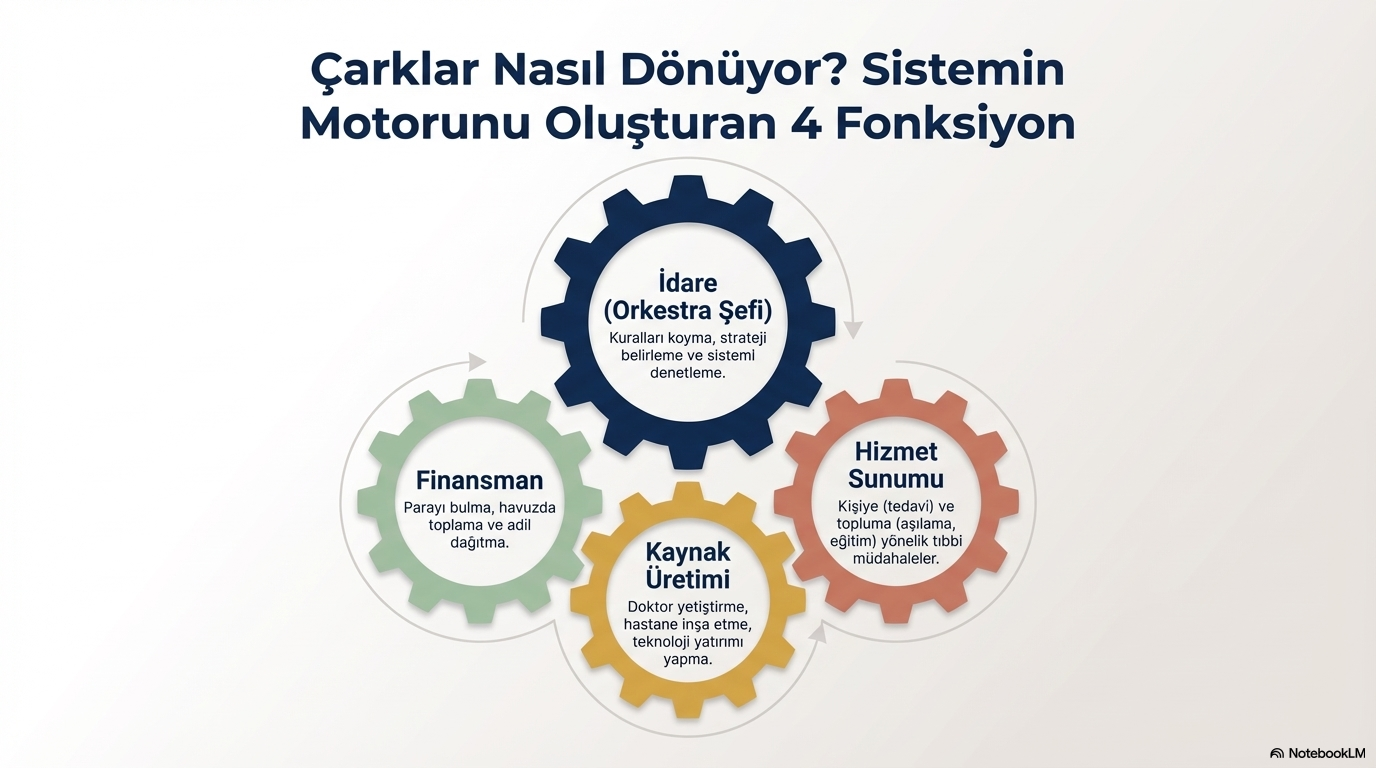 Çarklar Nasıl Dönüyor? Sistemin
Motorunu Oluşturan 4 Fonksiyon
İdare
(Orkestra Şefi)
Kuralları koyma, strateji
belirleme ve sistemi
denetleme.
Finansman
Parayı bulma, havuzda
toplama ve adil
dağıtma.
Kaynak
Üretimi
Doktor yetiştirme,
hastane inşa etme,
teknoloji yatırımı
yapma.
Hizmet
Sunumu
Kişiye (tedavi) ve
topluma (aşılama,
eğitim) yönelik tıbbi
müdahaleler.
NotebookLM